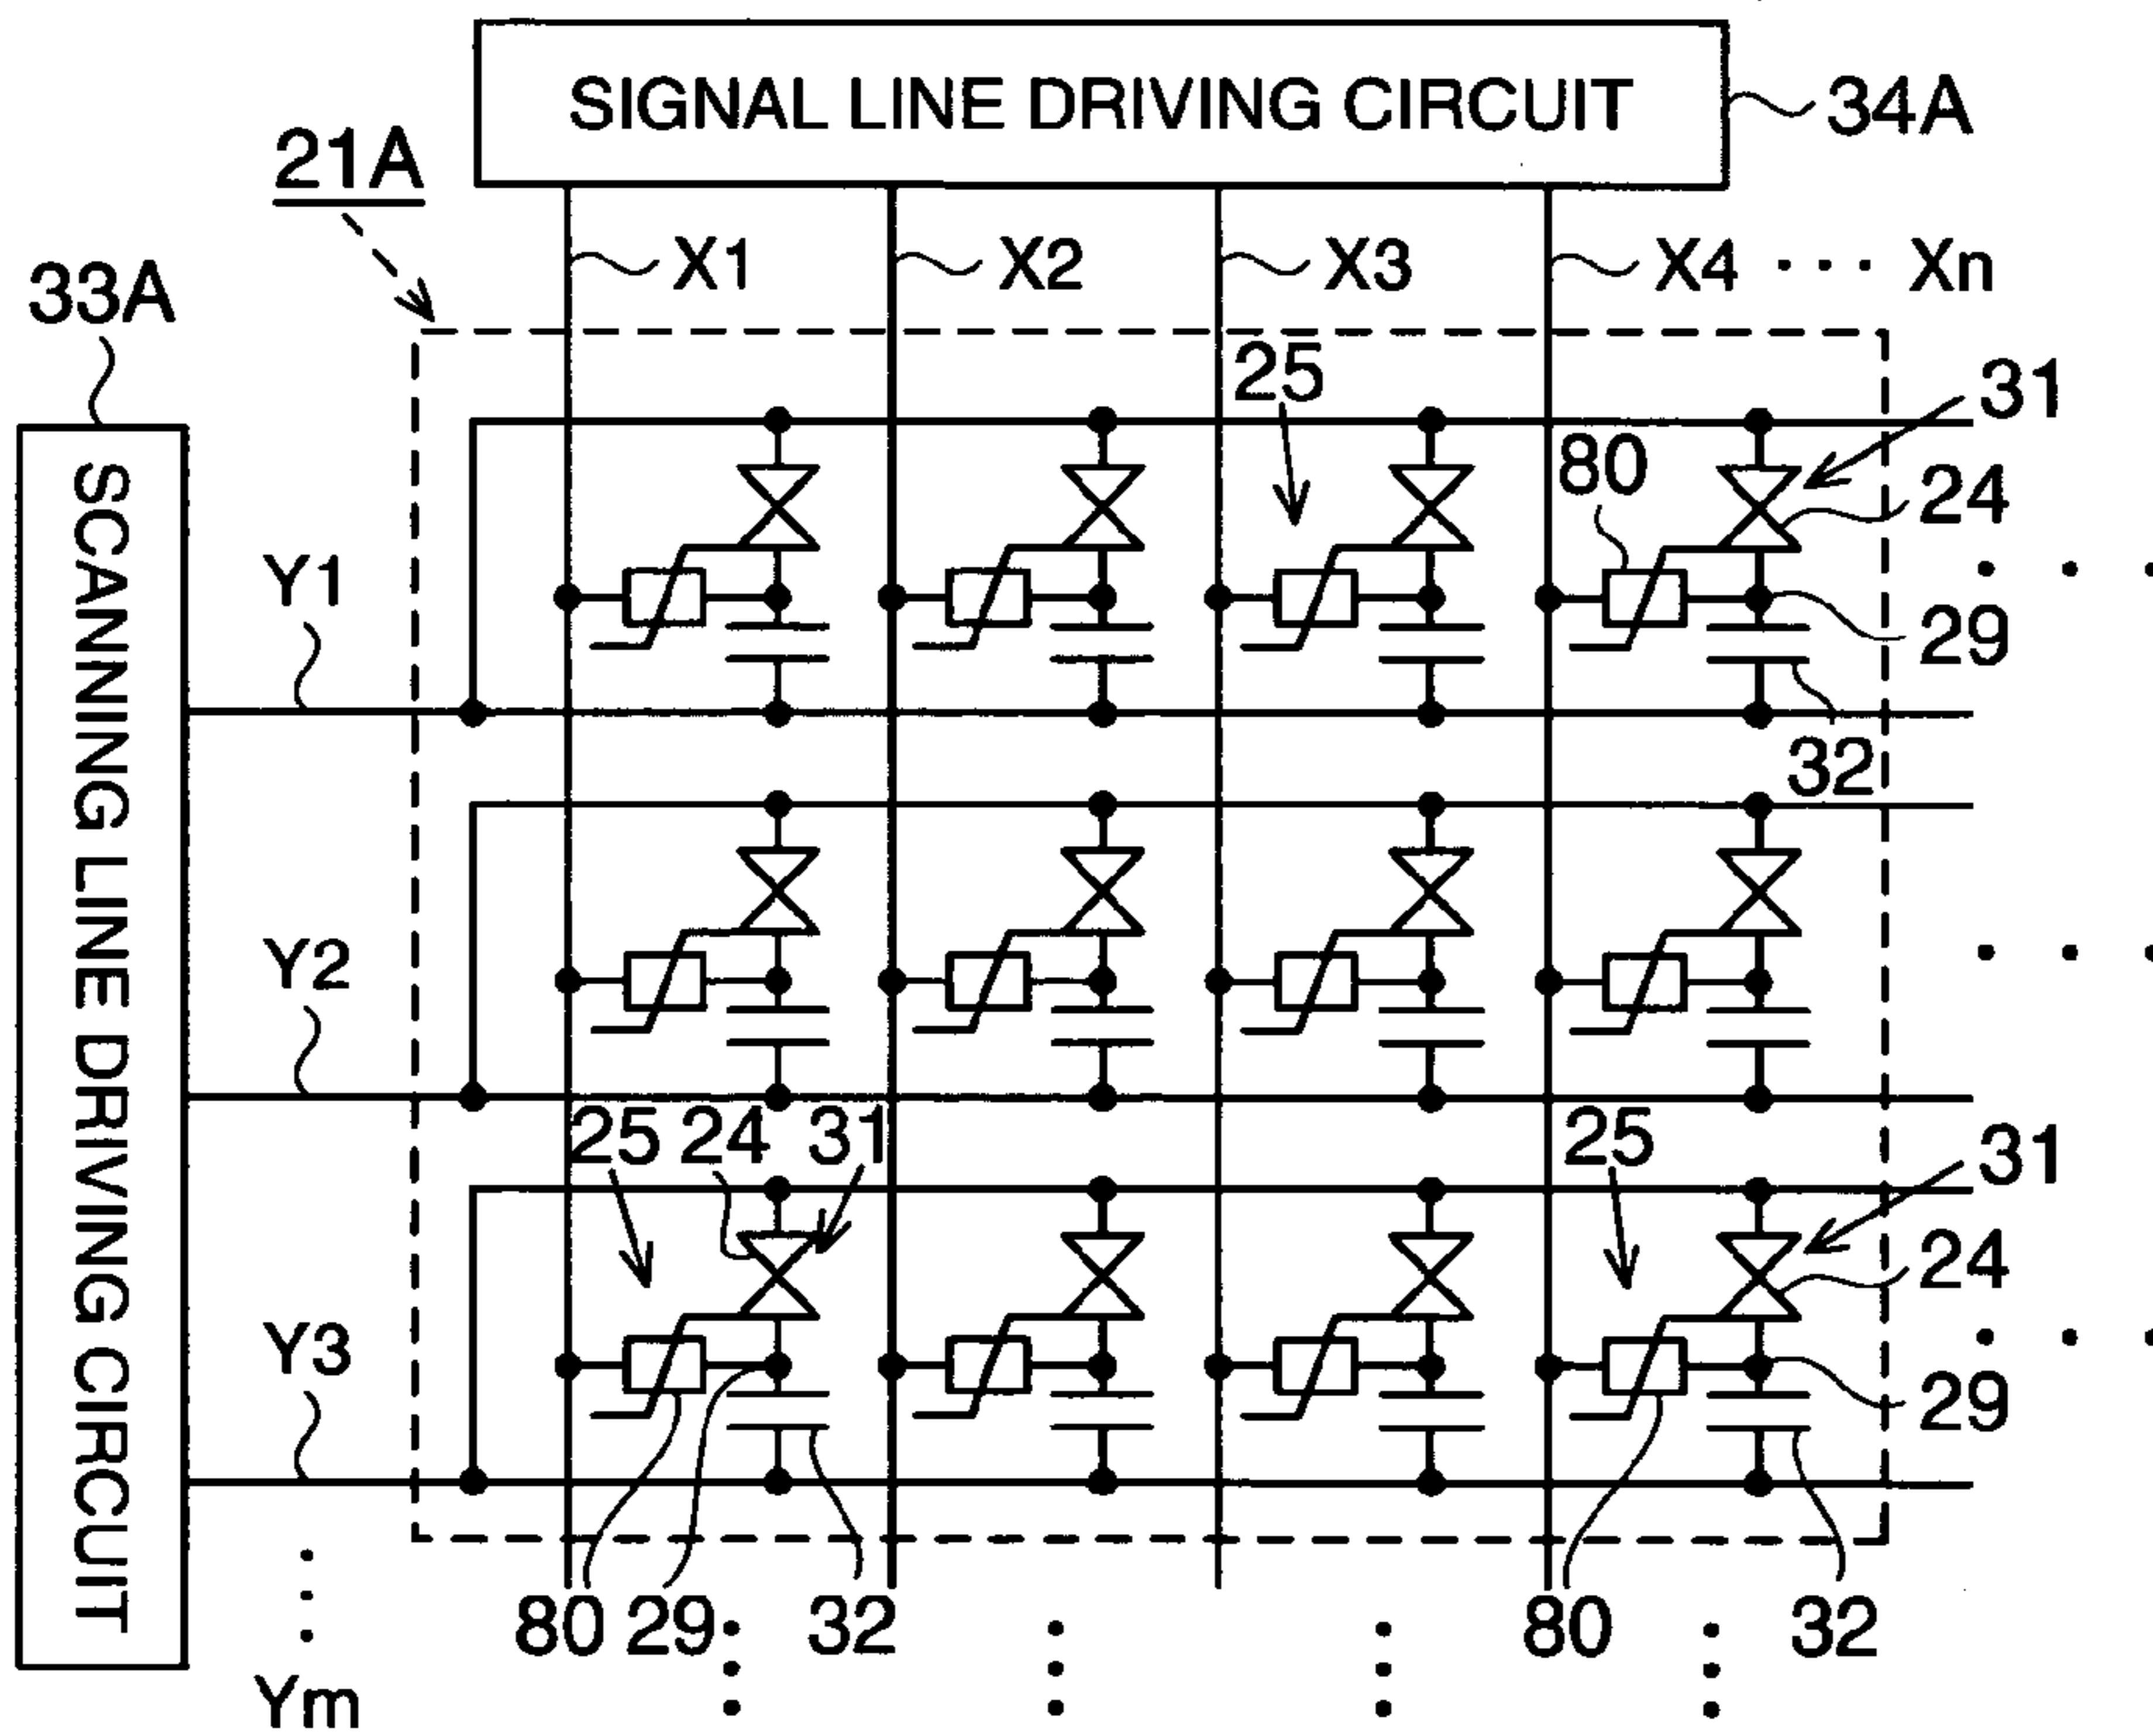 SIGNAL LINE DRIVING CIRCUIT
34A
21A
X1 X2 X3 X4 · · · Xn
33A
25
31
80
24
Y1
29
32
SCANNING LINE DRIVING CIRCUIT
Y2
25 24 31 25 31
24
Y3
29
80 29 32 80 32
Ym